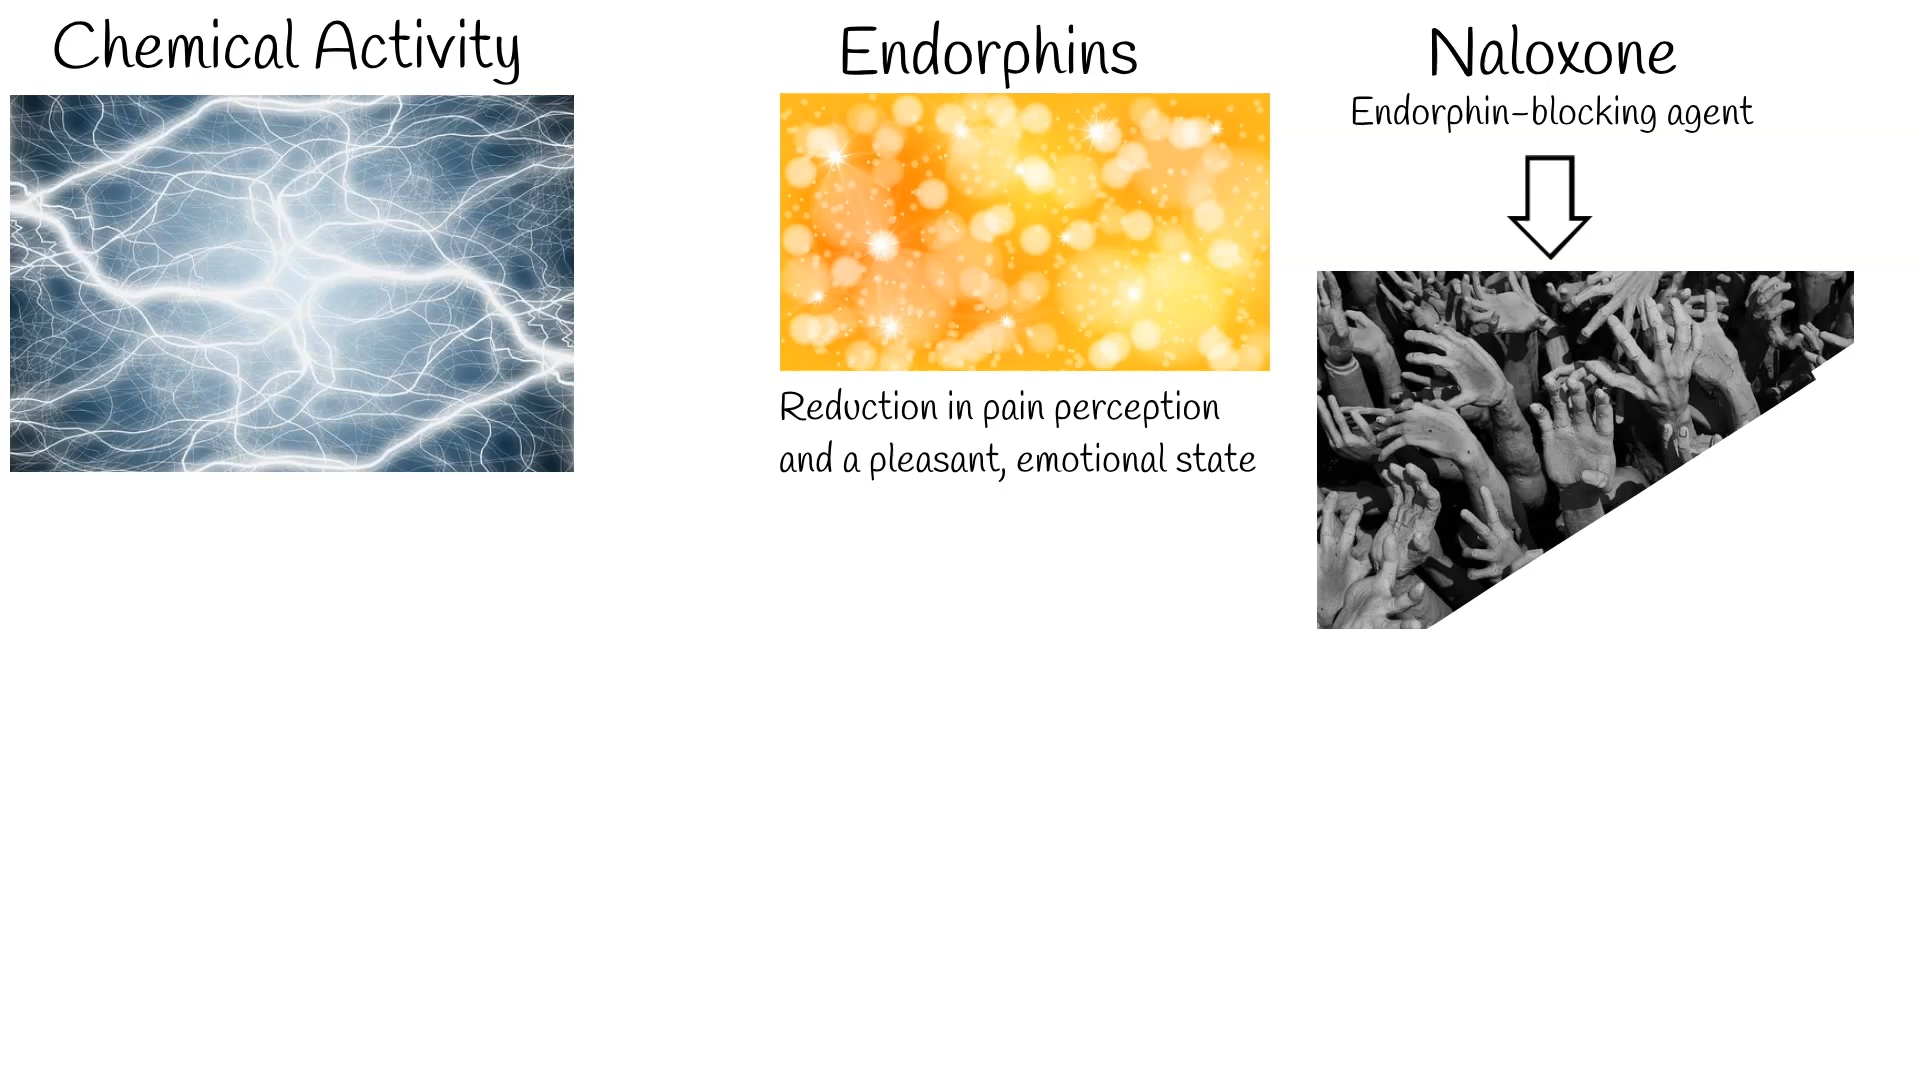 Chemical Activity
Endorphins
Reduction in pain perception
and a pleasant, emotional state
Naloxone
Endorphin-blocking agent